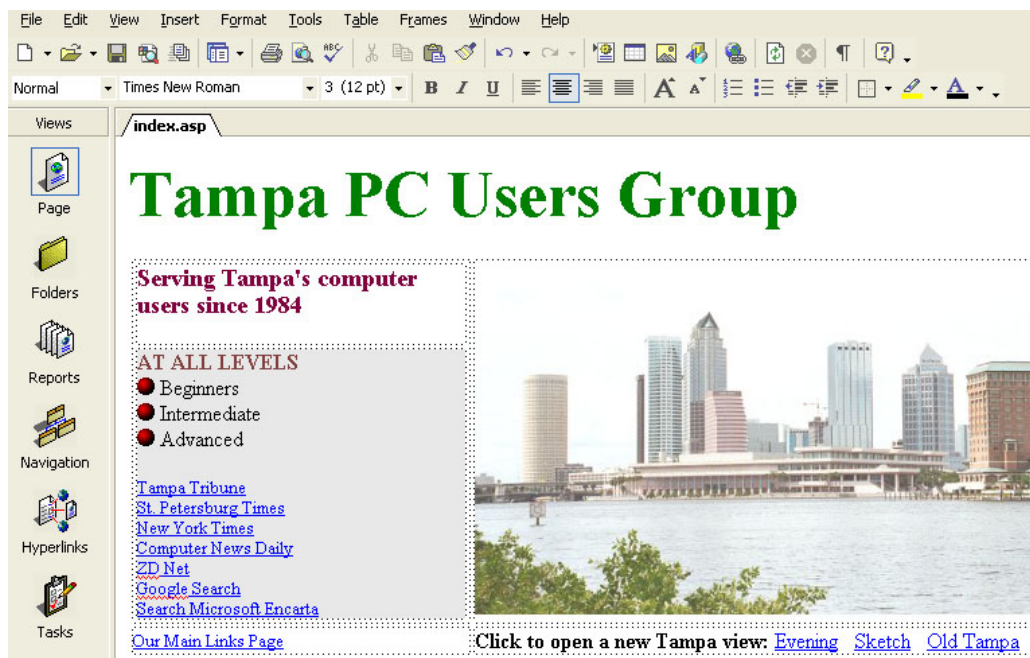 File Edit View Insert Format Tools Table Frames Window Help
ABC
Normal Times New Roman 3 (12 pt) B I U A A A
Views
index.asp
Page
Folders
Reports
Navigation
Hyperlinks
Tasks
Tampa PC Users Group
Serving Tampa's computer
users since 1984
AT ALL LEVELS
Beginners
Intermediate
Advanced
Tampa Tribune
St. Petersburg Times
New York Times
Computer News Daily
ZD Net
Google Search
Search Microsoft Encarta
Our Main Links Page
Click to open a new Tampa view: Evening Sketch Old Tampa